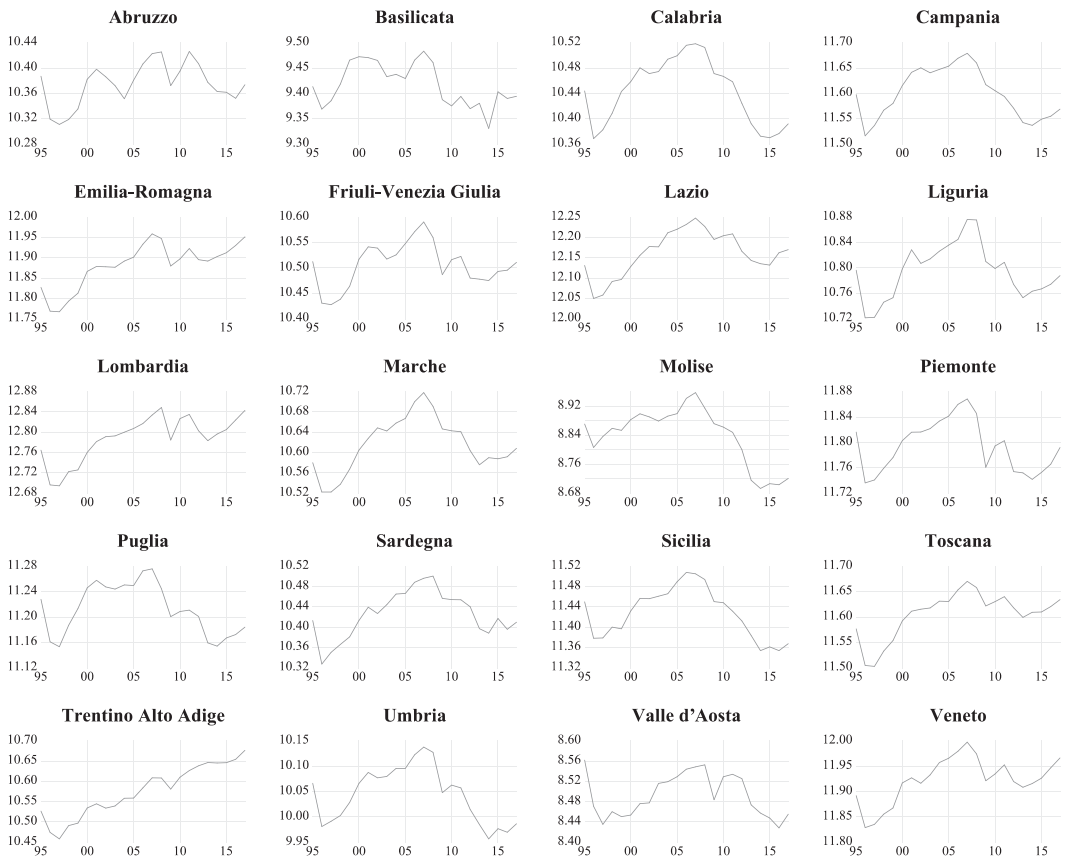 Abruzzo Basilicata Calabria Campania
10.44 9.50 10.52 11.70
10.40 9.45 10.48 11.65
10.36 9.40 10.44 11.60
10.32 9.35 10.40 11.55
10.28 9.30 10.36 11.50
95 00 05 10 15 95 00 05 10 15 95 00 05 10 15 95 00 05 10 15
Emilia-Romagna Friuli-Venezia Giulia Lazio Liguria
12.00 10.60 12.25 10.88
11.95 10.55 12.20 10.84
11.90 10.50 12.15 10.80
11.85 10.45 12.10 10.76
11.80 10.40 12.05 10.72
11.75 12.00
95 00 05 10 15 95 00 05 10 15 95 00 05 10 15 95 00 05 10 15
Lombardia Marche Molise Piemonte
12.88 10.72 8.92 11.88
12.84 10.68 8.84 11.84
12.80 10.64 8.76 11.80
12.76 10.60 8.68 11.76
12.72 10.56 11.72
12.68 10.52
95 00 05 10 15 95 00 05 10 15 95 00 05 10 15 95 00 05 10 15
Puglia Sardegna Sicilia Toscana
11.28 10.52 11.52 11.70
11.24 10.48 11.48 11.65
11.20 10.44 11.44 11.60
11.16 10.40 11.40 11.55
11.12 10.36 11.36 11.50
10.32 11.32
95 00 05 10 15 95 00 05 10 15 95 00 05 10 15 95 00 05 10 15
Trentino Alto Adige Umbria Valle d’Aosta Veneto
10.70 10.15 8.60 12.00
10.65 10.10 8.56 11.95
10.60 10.05 8.52 11.90
10.55 10.00 8.48 11.85
10.50 9.95 8.44 11.80
10.45 8.40
95 00 05 10 15 95 00 05 10 15 95 00 05 10 15 95 00 05 10 15